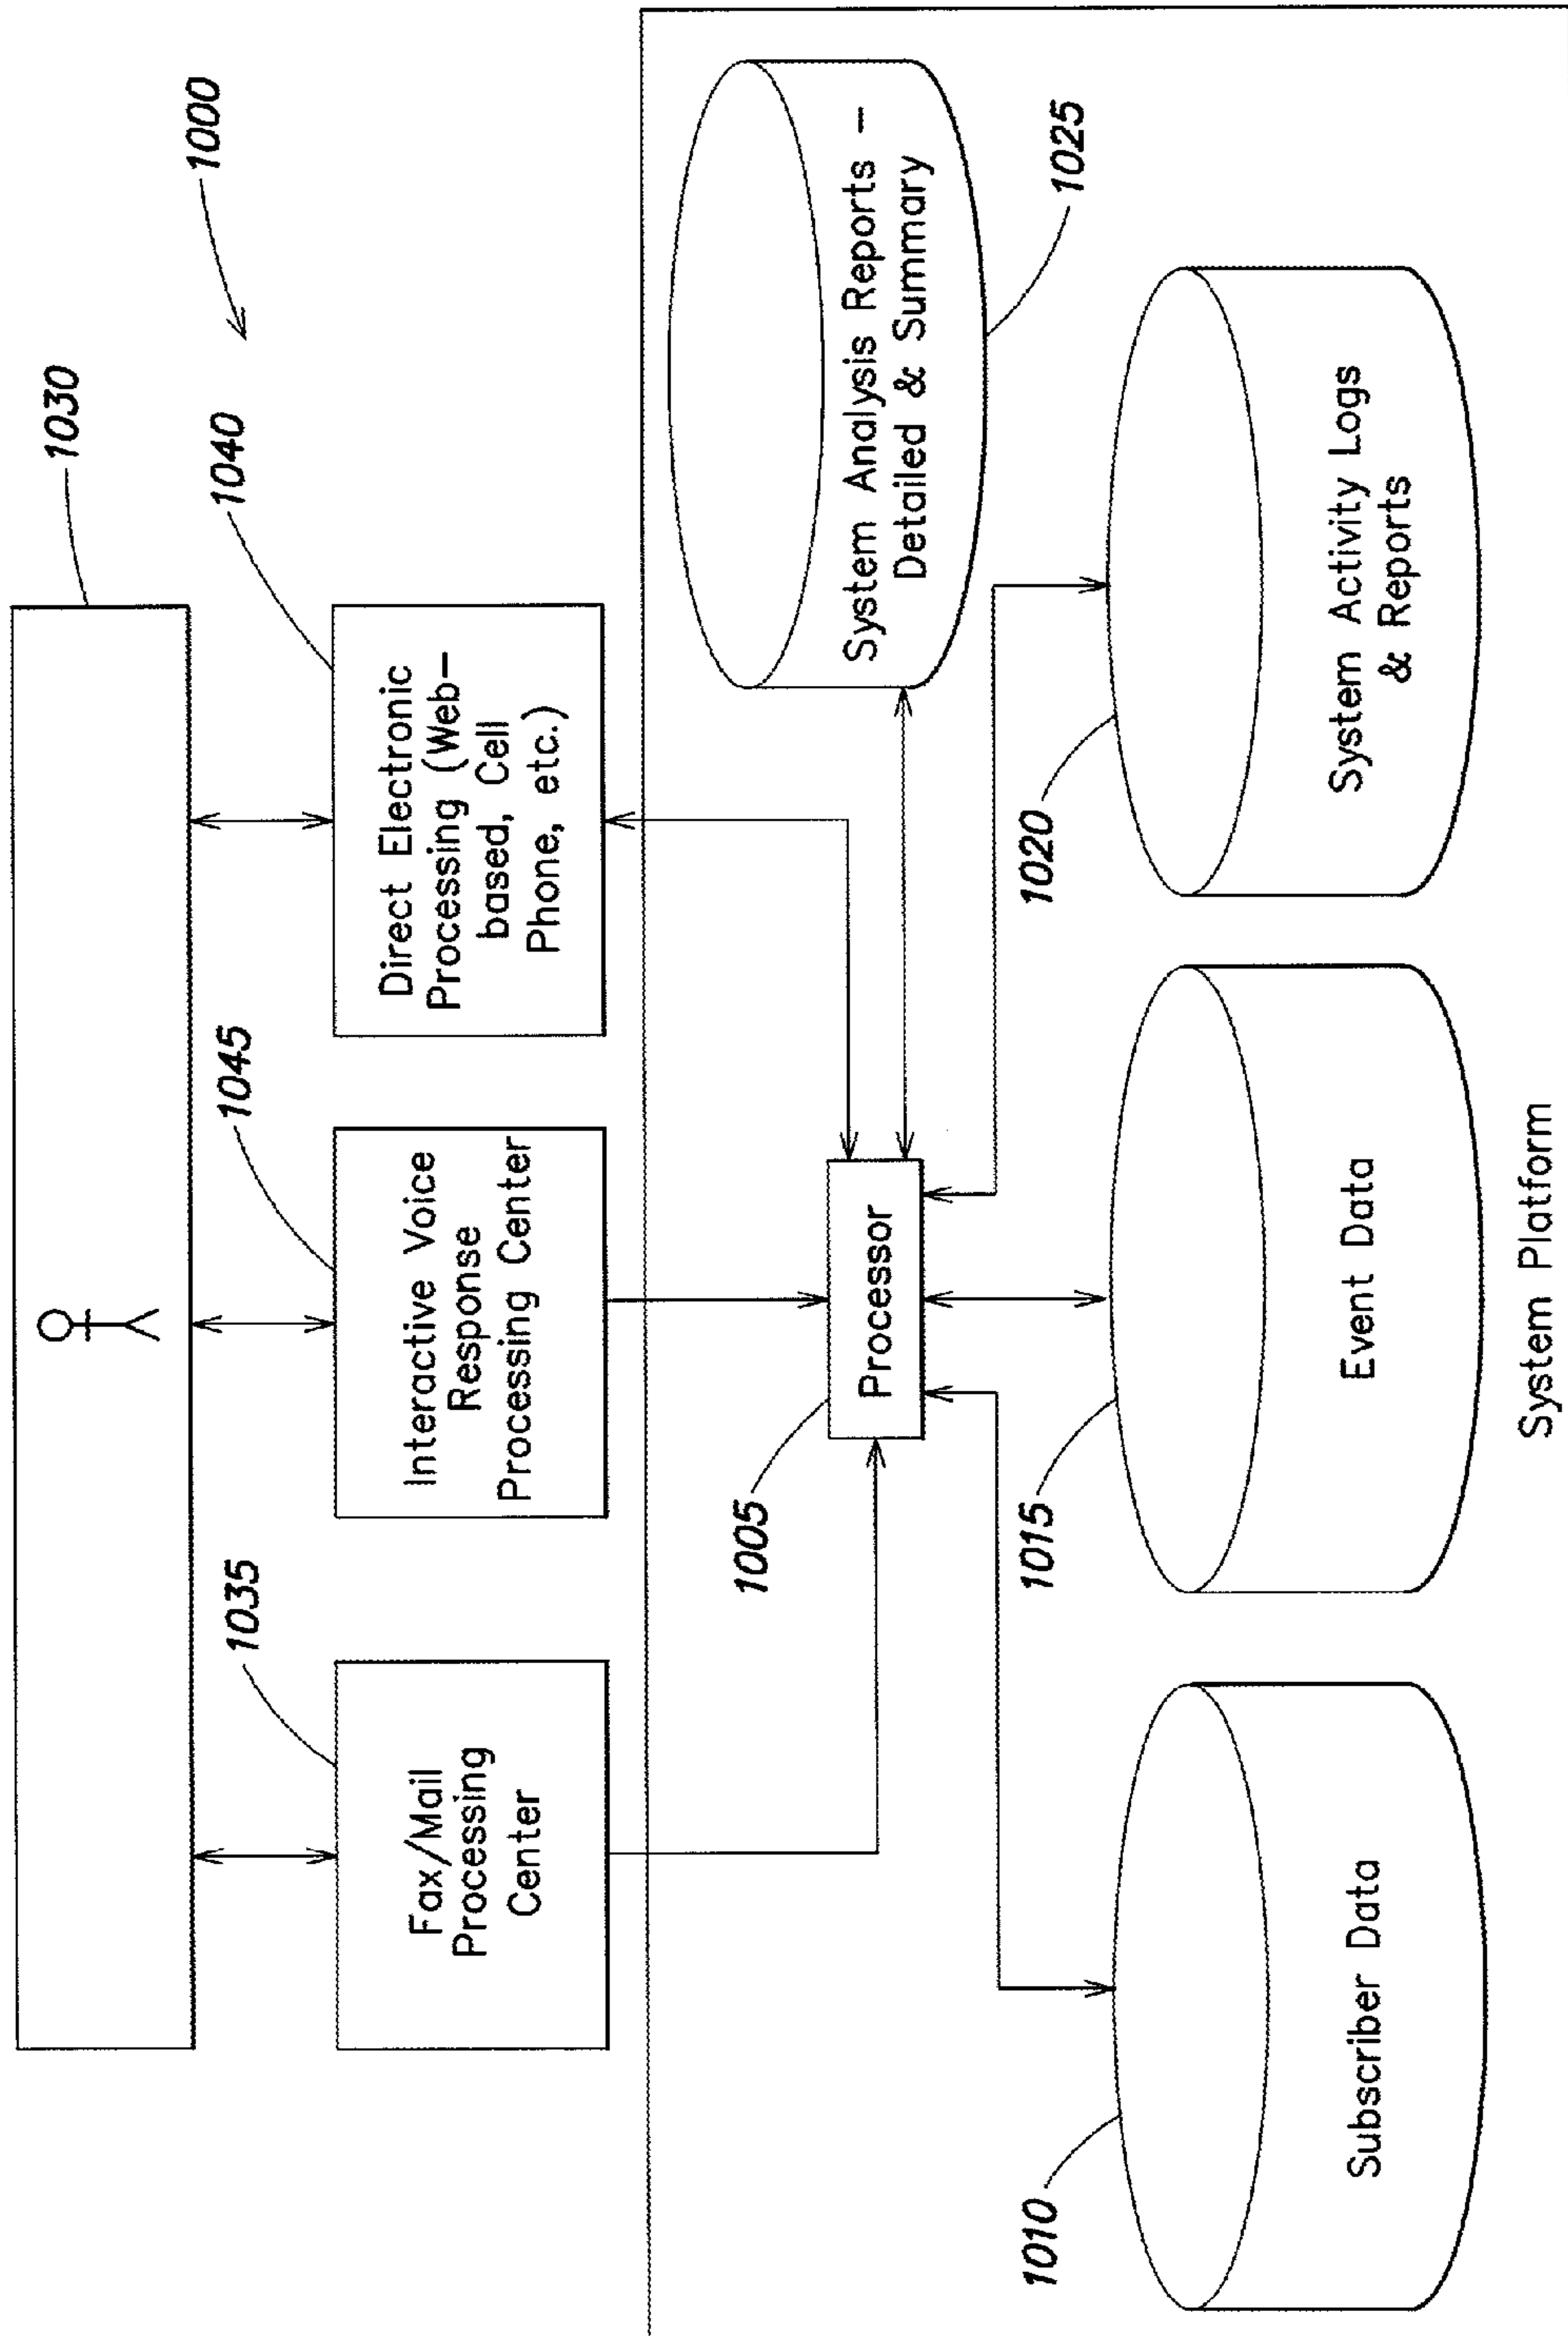 1000
1030
1040
1045
1035
Fax/Mail
Processing
Center
Interactive Voice
Response
Processing Center
Direct Electronic
Processing (Web-
based, Cell
Phone, etc.)
1005
Processor
System Analysis Reports -
Detailed & Summary
1025
1010
Subscriber Data
1015
Event Data
1020
System Activity Logs
& Reports
System Platform